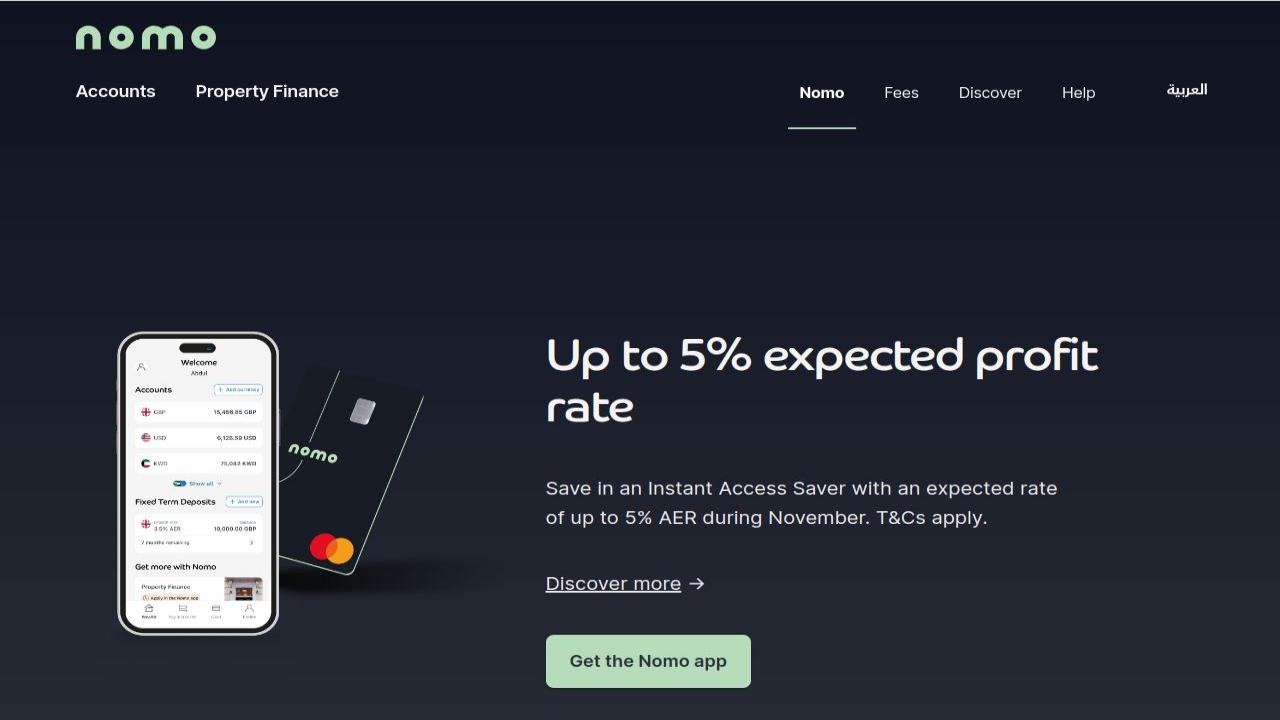 nomo
Accounts Property Finance
Nomo Fees Discover Help العربية
Up to 5% expected profit
rate
Save in an Instant Access Saver with an expected rate
of up to 5% AER during November. T&Cs apply.
Discover more →
Get the Nomo app
Welcome
Abdul
Accounts + Add currency
GBP 15,456.85 GBP
USD 6,128.59 USD
KWD KWD
Show all
Fixed Term Deposits + Add new
3.5% AER 10,000.00 GBP
7 months remaining
Get more with Nomo
Property Finance
Apply in the Nomo app
nomo